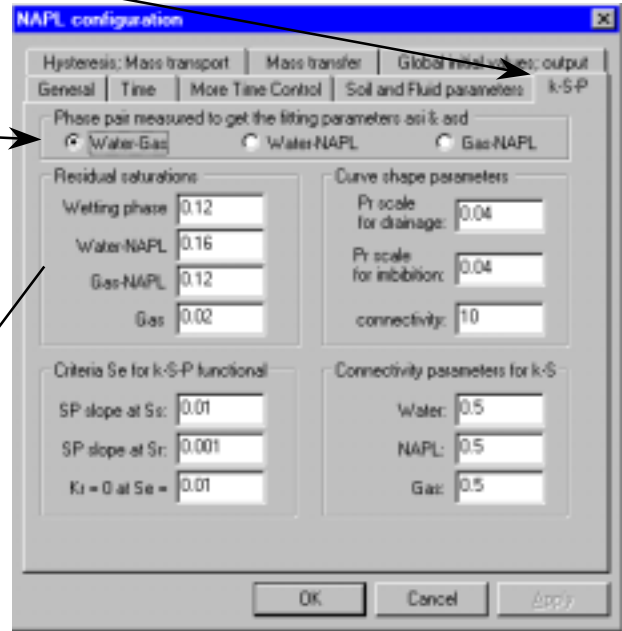 NAPL configuration
Hysteresis; Mass transport
Mass transfer
Global initial values; output
General
Time
More Time Control
Soil and Fluid parameters
k-S-P
Phase pair measured to get the fitting parameters asi & asd
Water-Gas
Water-NAPL
Gas-NAPL
Residual saturations
Wetting phase 0.12
Water-NAPL 0.16
Gas-NAPL 0.12
Gas 0.02
Curve shape parameters
Pr scale
for drainage: 0.04
Pr scale
for imbibition: 0.04
connectivity: 10
Criteria Se for k-S-P functional
SP slope at Ss: 0.01
SP slope at Sr: 0.001
Kr = 0 at Se = 0.01
Connectivity parameters for k-S
Water: 0.5
NAPL: 0.5
Gas: 0.5
OK
Cancel
Apply